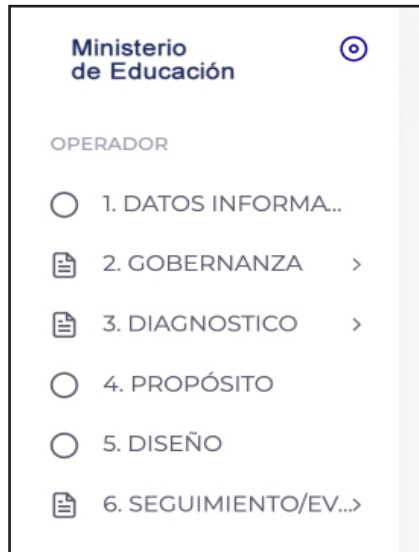 Ministerio
de Educación
OPERADOR
1. DATOS INFORMA...
2. GOBERNANZA
3. DIAGNOSTICO
4. PROPÓSITO
5. DISEÑO
6. SEGUIMIENTO/EV...